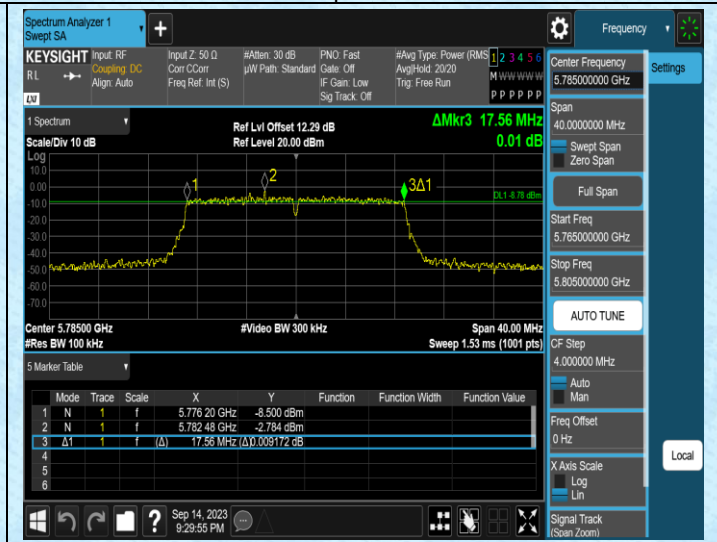 Spectrum Analyzer 1
Swept SA
+
Frequency
KEYSIGHT
RL
LXI
Input: RF
Coupling: DC
Align: Auto
Input Z: 50 Ω
Corr CCorr
Freq Ref: Int (S)
#Atten: 30 dB
µW Path: Standard
PNO: Fast
Gate: Off
IF Gain: Low
Sig Track: Off
#Avg Type: Power (RMS
Avg|Hold: 20/20
Trig: Free Run
1 2 3 4 5 6
M W W W W W
P P P P P P
1 Spectrum
Scale/Div 10 dB
Ref Lvl Offset 12.29 dB
Ref Level 20.00 dBm
ΔMkr3 17.56 MHz
0.01 dB
Log
10.0
0.00
-10.0
-20.0
-30.0
-40.0
-50.0
-60.0
-70.0
1
2
3Δ1
DL1 -8.78 dBm
Center 5.78500 GHz
#Res BW 100 kHz
#Video BW 300 kHz
Span 40.00 MHz
Sweep 1.53 ms (1001 pts)
5 Marker Table
Mode Trace Scale X Y Function Function Width Function Value
1 N 1 f 5.776 20 GHz -8.500 dBm
2 N 1 f 5.782 48 GHz -2.784 dBm
3 Δ1 1 f (Δ) 17.56 MHz (Δ)0.009172 dB
4
5
6
Sep 14, 2023
9:29:55 PM
?
Center Frequency
5.785000000 GHz
Span
40.0000000 MHz
Swept Span
Zero Span
Full Span
Start Freq
5.765000000 GHz
Stop Freq
5.805000000 GHz
AUTO TUNE
CF Step
4.000000 MHz
Auto
Man
Freq Offset
0 Hz
X Axis Scale
Log
Lin
Signal Track
(Span Zoom)
Settings
Local